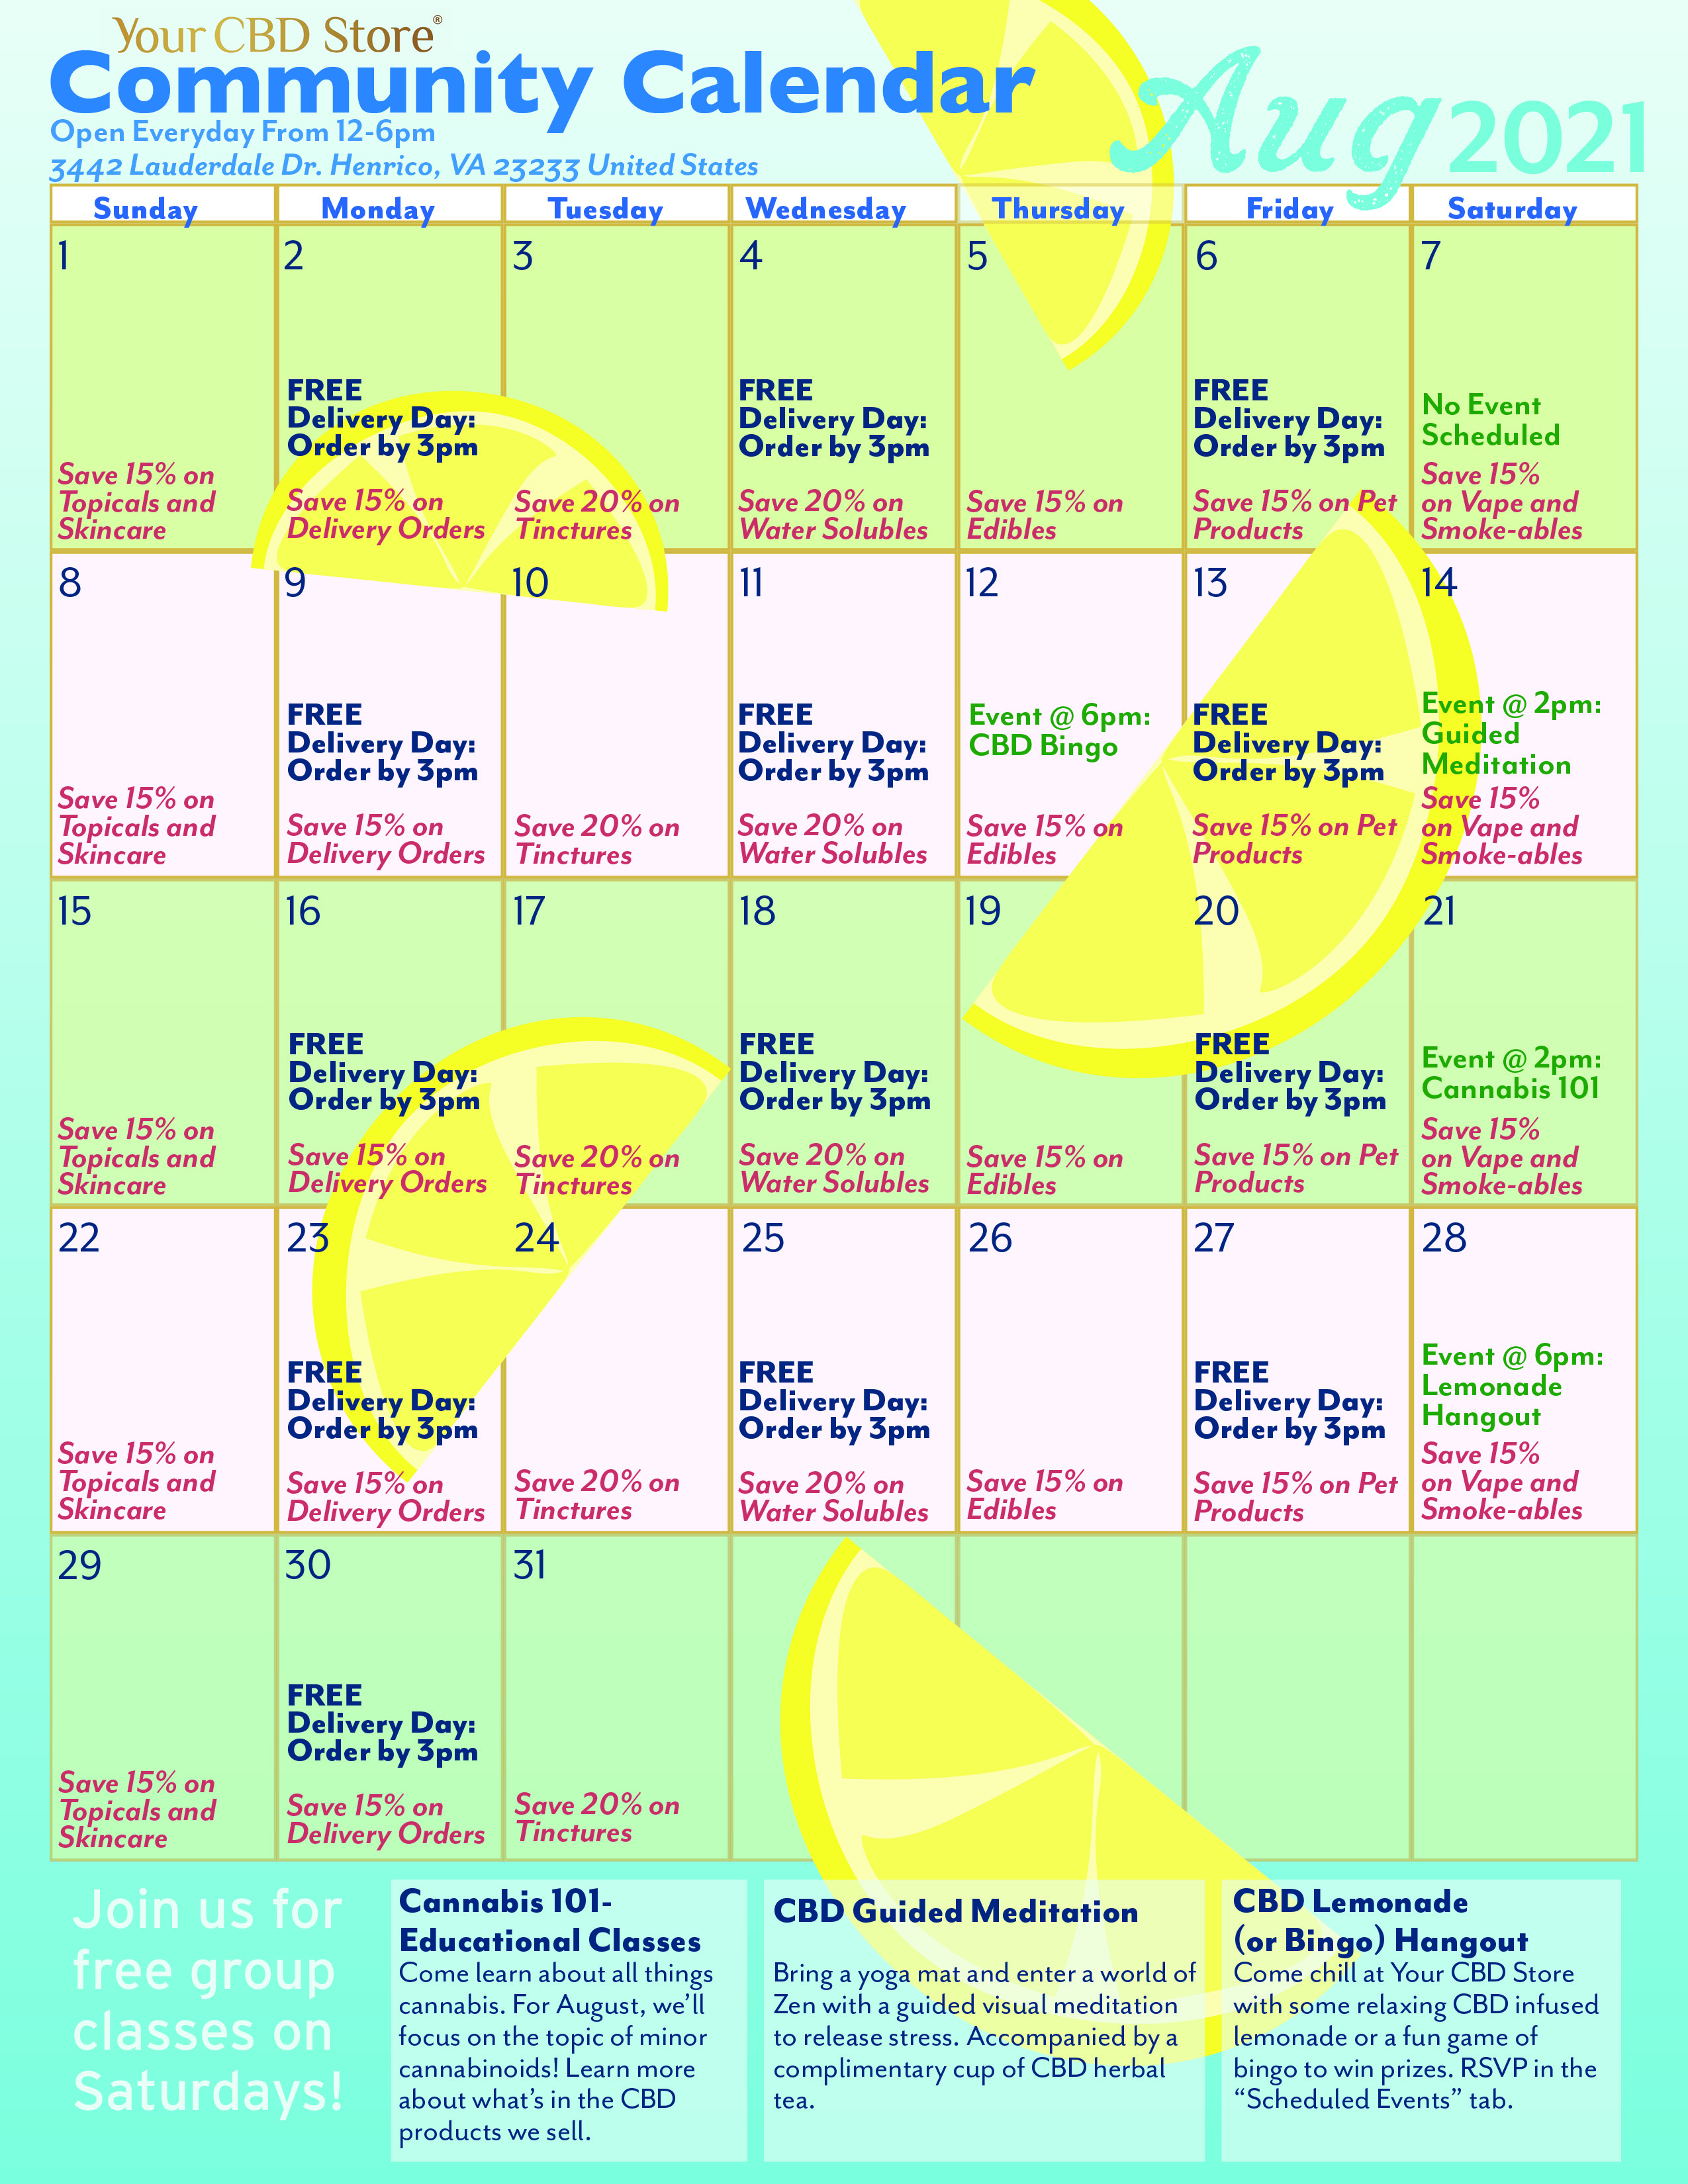 Your CBD Store®
Community Calendar
Aug 2021
Open Everyday From 12-6pm
3442 Lauderdale Dr. Henrico, VA 23233 United States
Sunday
Monday
Tuesday
Wednesday
Thursday
Friday
Saturday
1
Save 15% on
Topicals and
Skincare
2
FREE
Delivery Day:
Order by 3pm
Save 15% on
Delivery Orders
3
Save 20% on
Tinctures
4
FREE
Delivery Day:
Order by 3pm
Save 20% on
Water Solubles
5
Save 15% on
Edibles
6
FREE
Delivery Day:
Order by 3pm
Save 15% on Pet
Products
7
No Event
Scheduled
Save 15%
on Vape and
Smoke-ables
8
Save 15% on
Topicals and
Skincare
9
FREE
Delivery Day:
Order by 3pm
Save 15% on
Delivery Orders
10
Save 20% on
Tinctures
11
FREE
Delivery Day:
Order by 3pm
Save 20% on
Water Solubles
12
Event @ 6pm:
CBD Bingo
Save 15% on
Edibles
13
FREE
Delivery Day:
Order by 3pm
Save 15% on Pet
Products
14
Event @ 2pm:
Guided
Meditation
Save 15%
on Vape and
Smoke-ables
15
Save 15% on
Topicals and
Skincare
16
FREE
Delivery Day:
Order by 3pm
Save 15% on
Delivery Orders
17
Save 20% on
Tinctures
18
FREE
Delivery Day:
Order by 3pm
Save 20% on
Water Solubles
19
Save 15% on
Edibles
20
FREE
Delivery Day:
Order by 3pm
Save 15% on Pet
Products
21
Event @ 2pm:
Cannabis 101
Save 15%
on Vape and
Smoke-ables
22
Save 15% on
Topicals and
Skincare
23
FREE
Delivery Day:
Order by 3pm
Save 15% on
Delivery Orders
24
Save 20% on
Tinctures
25
FREE
Delivery Day:
Order by 3pm
Save 20% on
Water Solubles
26
Save 15% on
Edibles
27
FREE
Delivery Day:
Order by 3pm
Save 15% on Pet
Products
28
Event @ 6pm:
Lemonade
Hangout
Save 15%
on Vape and
Smoke-ables
29
Save 15% on
Topicals and
Skincare
30
FREE
Delivery Day:
Order by 3pm
Save 15% on
Delivery Orders
31
Save 20% on
Tinctures
Join us for
free group
classes on
Saturdays!
Cannabis 101-
Educational Classes
Come learn about all things
cannabis. For August, we’ll
focus on the topic of minor
cannabinoids! Learn more
about what’s in the CBD
products we sell.
CBD Guided Meditation
Bring a yoga mat and enter a world of
Zen with a guided visual meditation
to release stress. Accompanied by a
complimentary cup of CBD herbal
tea.
CBD Lemonade
(or Bingo) Hangout
Come chill at Your CBD Store
with some relaxing CBD infused
lemonade or a fun game of
bingo to win prizes. RSVP in the
“Scheduled Events” tab.